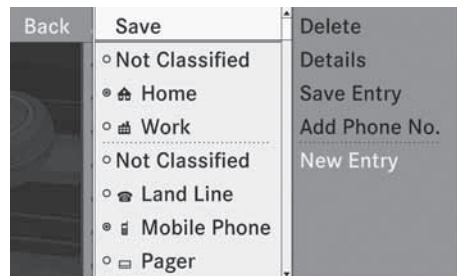 Back
Save
Not Classified
Home
Work
Not Classified
Land Line
Mobile Phone
Pager
Delete
Details
Save Entry
Add Phone No.
New Entry